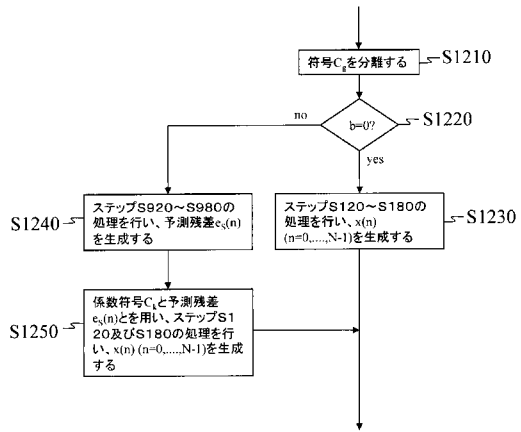 符号Cgを分離する
S1210
b=0?
S1220
no
yes
ステップS920～S980の
処理を行い、予測残差eS(n)
を生成する
S1240
ステップS120～S180の
処理を行い、x(n)
(n=0,....,N-1)を生成する
S1230
係数符号Ckと予測残差
eS(n)とを用い、ステップS1
20及びS180の処理を行
い、x(n) (n=0,....,N-1)を生成
する
S1250